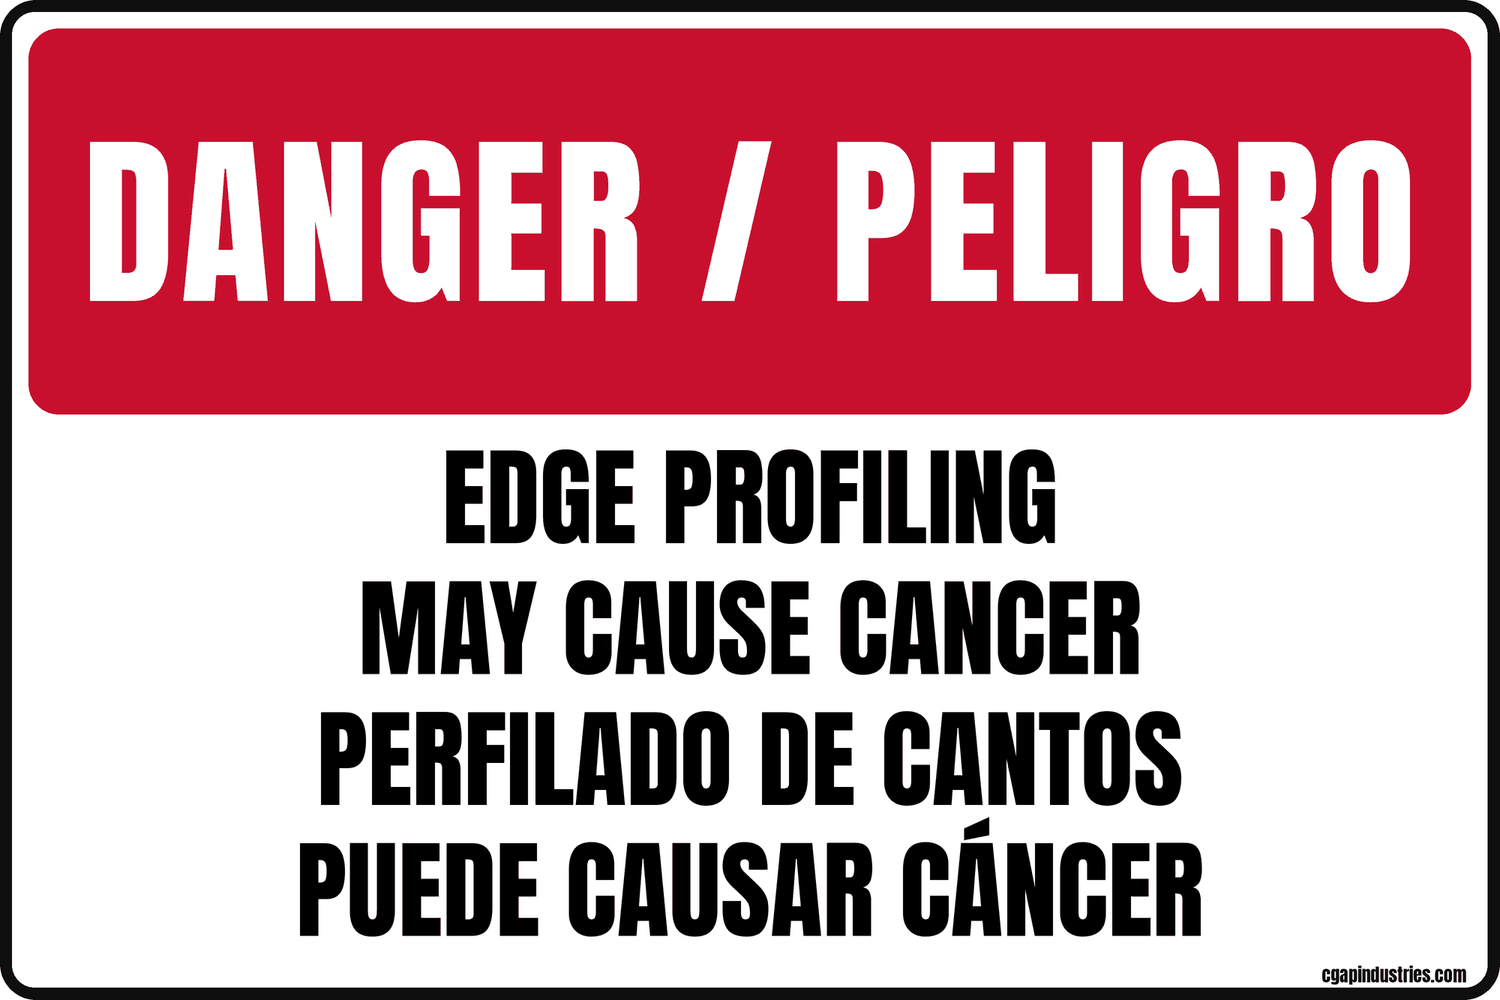 DANGER / PELIGRO
EDGE PROFILING
MAY CAUSE CANCER
PERFILADO DE CANTOS
PUEDE CAUSAR CÁNCER
cgapindustries.com